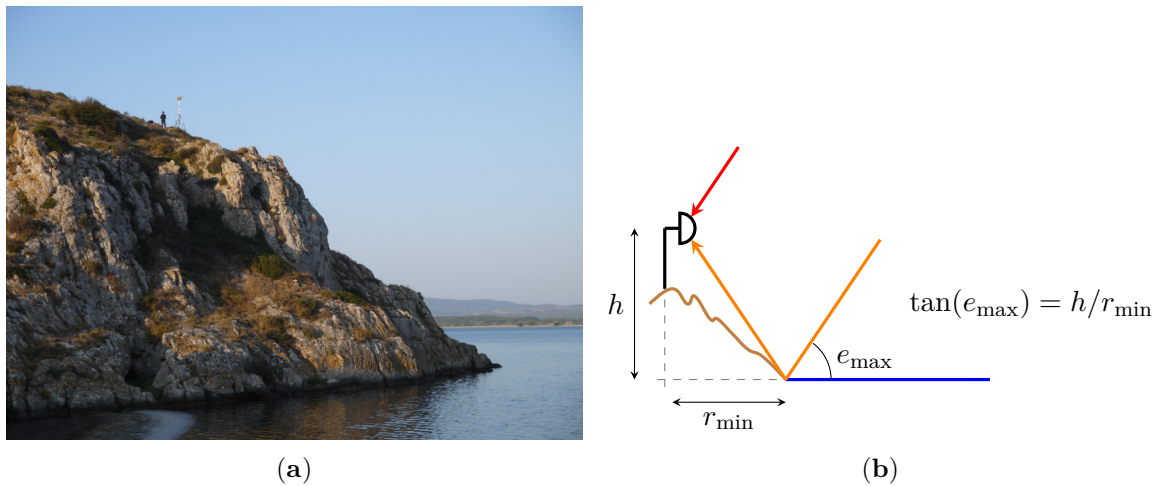 h
tan(e_max) = h/r_min
e_max
r_min
(a)
(b)